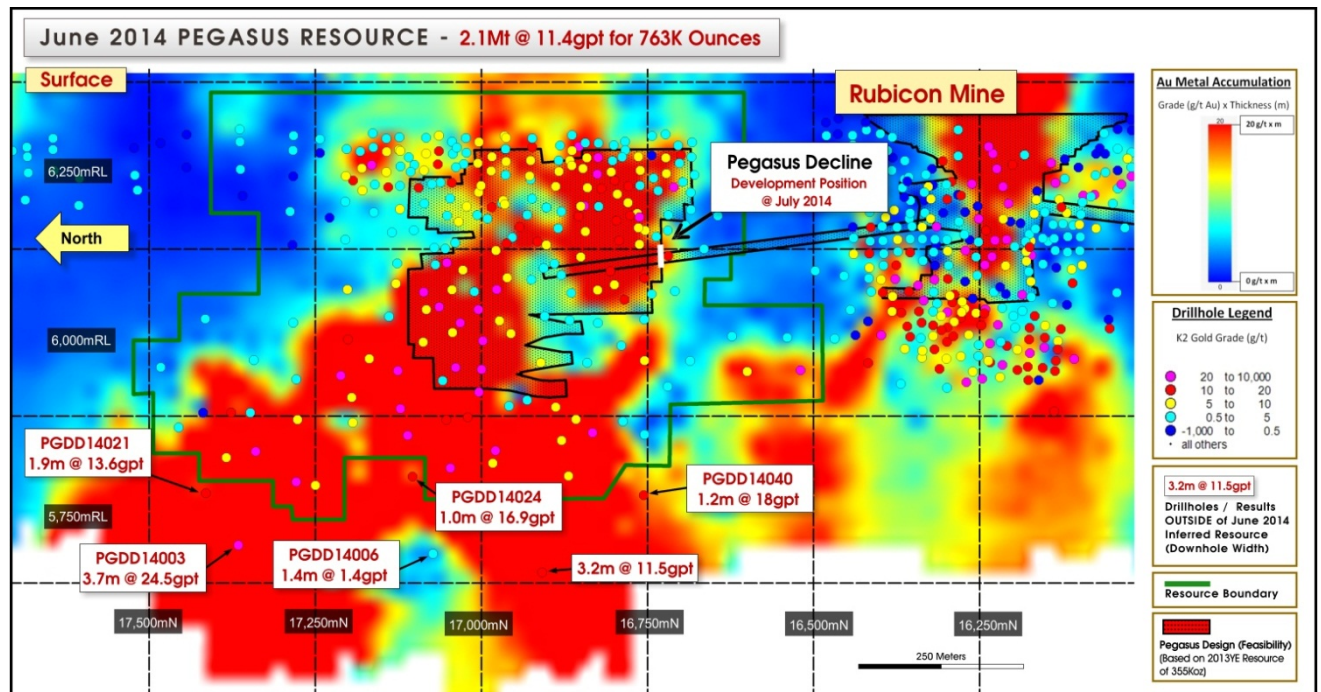 June 2014 PEGASUS RESOURCE - 2.1Mt @ 11.4gpt for 763K Ounces
Surface
Rubicon Mine
6,250mRL
Pegasus Decline
Development Position
@ July 2014
North
6,000mRL
PGDD14021
1.9m @ 13.6gpt
PGDD14024
1.0m @ 16.9gpt
PGDD14040
1.2m @ 18gpt
5,750mRL
PGDD14003
3.7m @ 24.5gpt
PGDD14006
1.4m @ 1.4gpt
3.2m @ 11.5gpt
17,500mN
17,250mN
17,000mN
16,750mN
16,500mN
16,250mN
250 Meters
Au Metal Accumulation
Grade (g/t Au) x Thickness (m)
20
20 g/t x m
0 g/t x m
0
Drillhole Legend
K2 Gold Grade (g/t)
20 to 10,000
10 to 20
5 to 10
0.5 to 5
-1,000 to 0.5
all others
3.2m @ 11.5gpt
Drillholes / Results
OUTSIDE of June 2014
Inferred Resource
(Downhole Width)
Resource Boundary
Pegasus Design (Feasibility)
(Based on 2013YE Resource
of 355Koz)